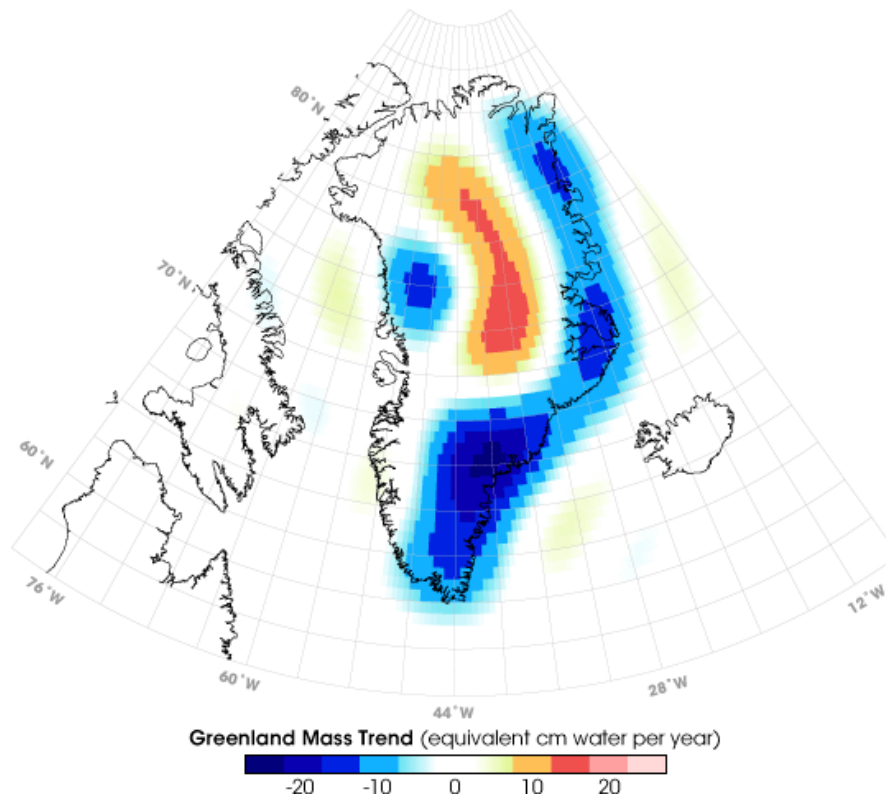 80°N
70°N
60°N
76°W
12°W
60°W
28°W
44°W
Greenland Mass Trend (equivalent cm water per year)
-20 -10 0 10 20